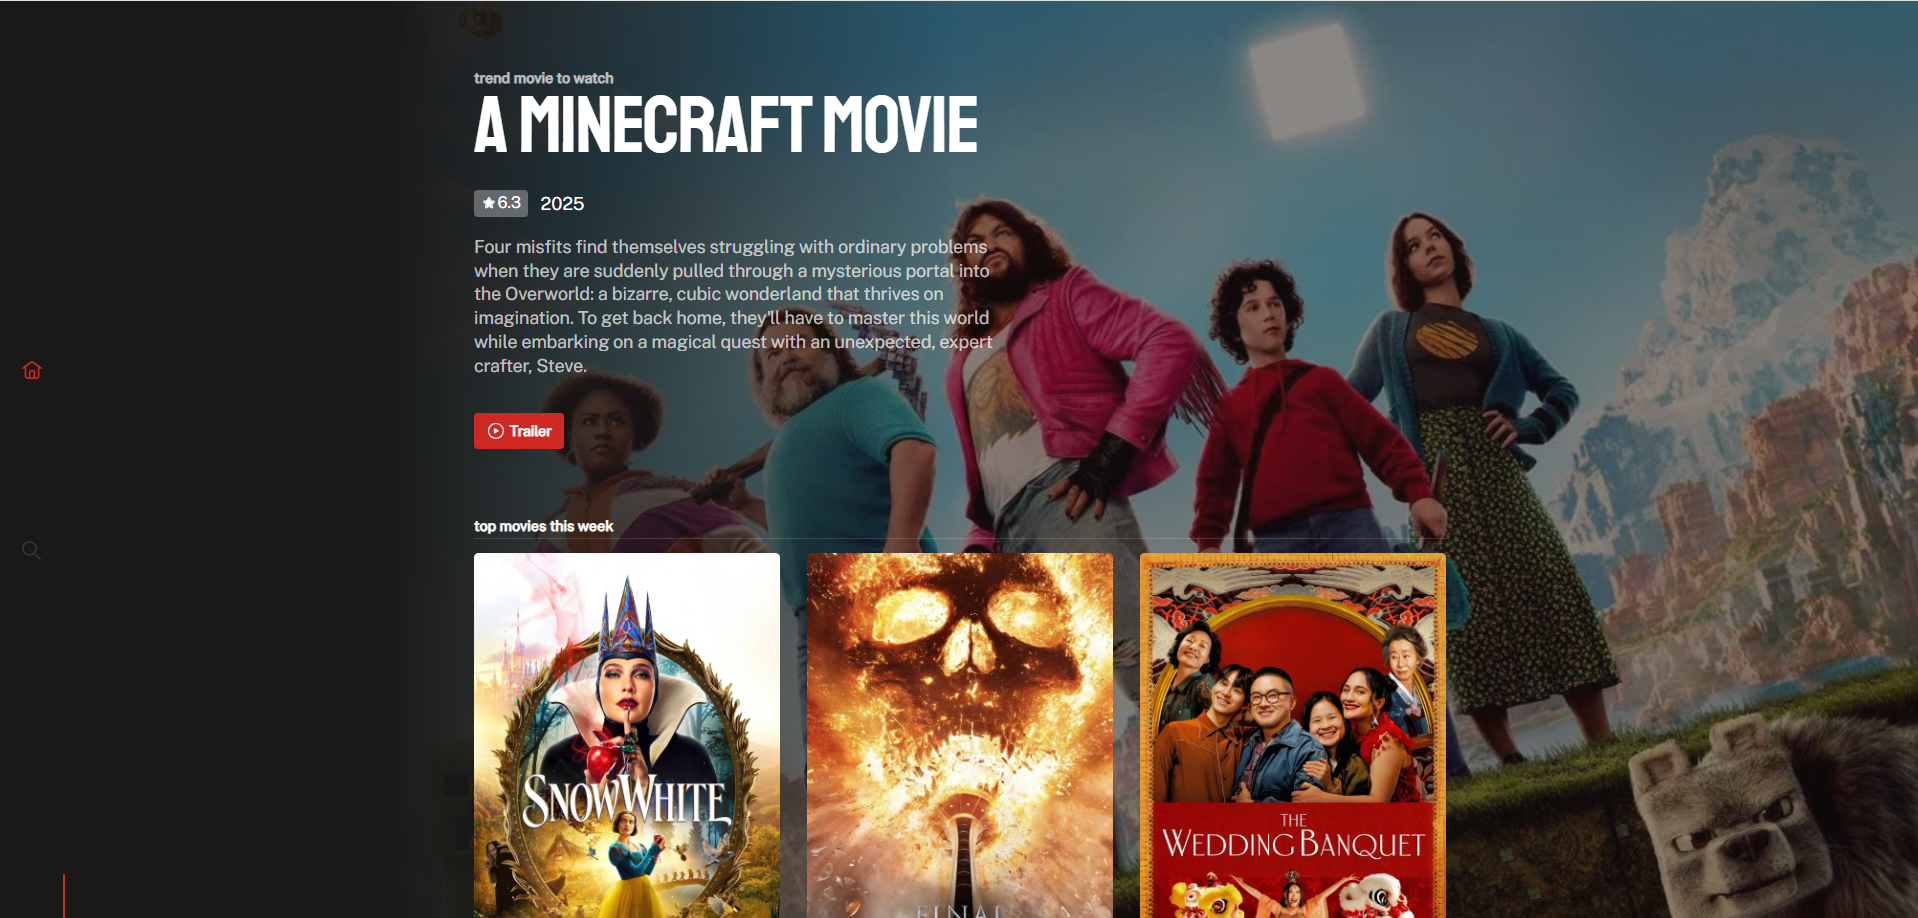 trend movie to watch
A MINECRAFT MOVIE
6.3 2025
Four misfits find themselves struggling with ordinary problems
when they are suddenly pulled through a mysterious portal into
the Overworld: a bizarre, cubic wonderland that thrives on
imagination. To get back home, they'll have to master this world
while embarking on a magical quest with an unexpected, expert
crafter, Steve.
Trailer
top movies this week
SNOW WHITE
FINAL
THE
WEDDING BANQUET